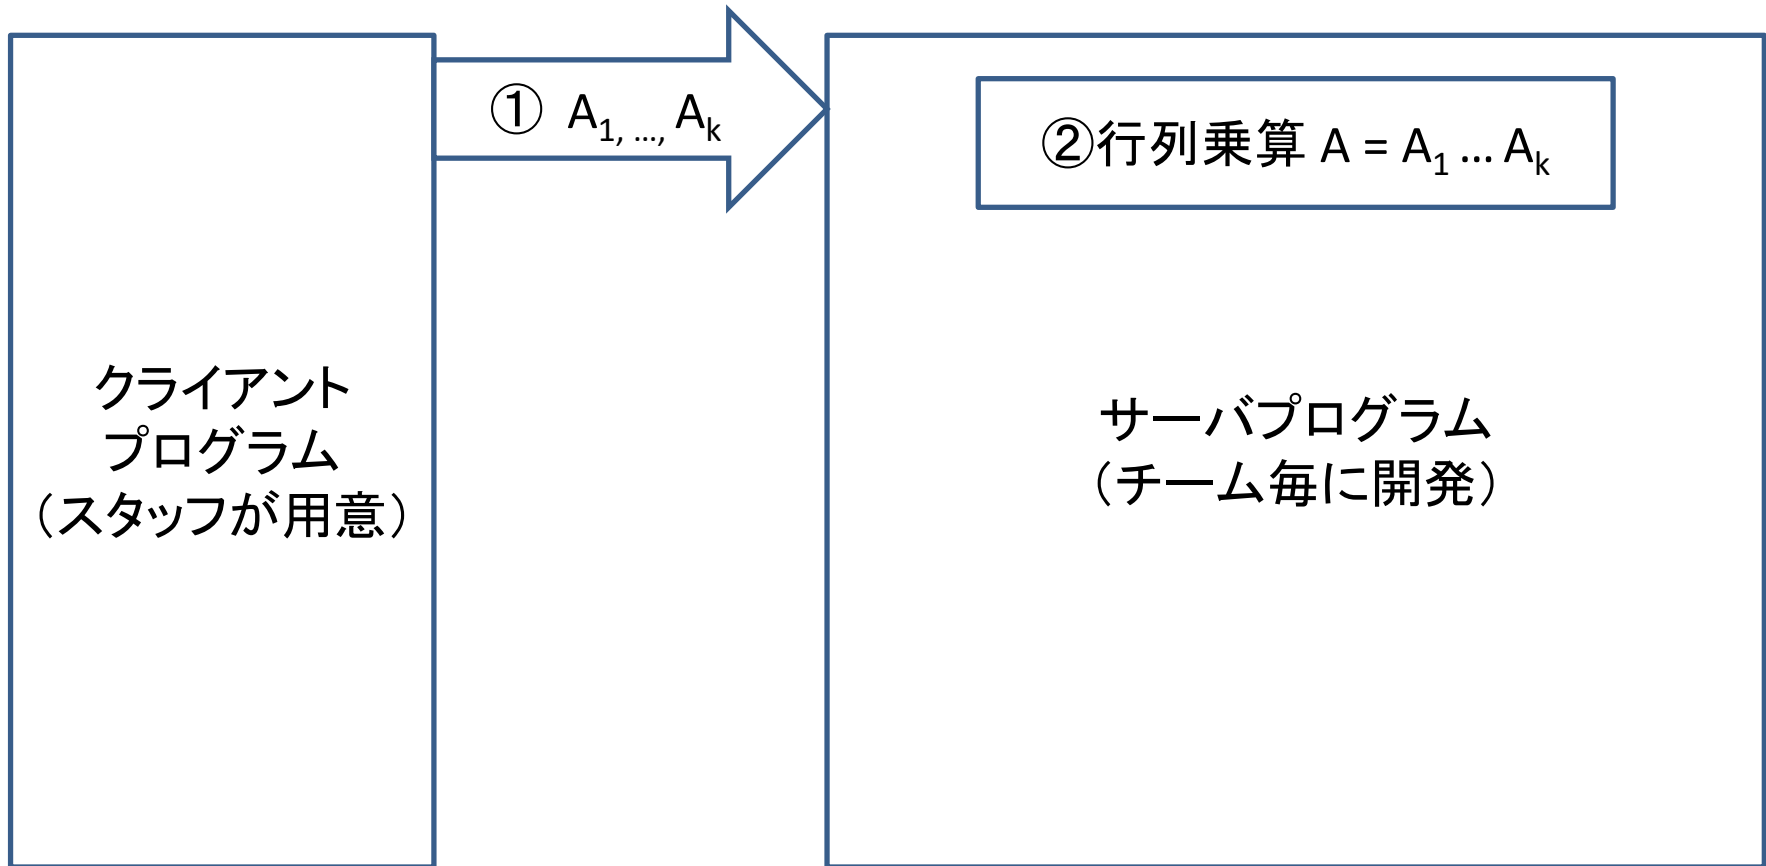 ① A1, ..., Ak
②行列乗算 A = A1 ... Ak
クライアント
プログラム
(スタッフが用意)
サーバプログラム
(チーム毎に開発)